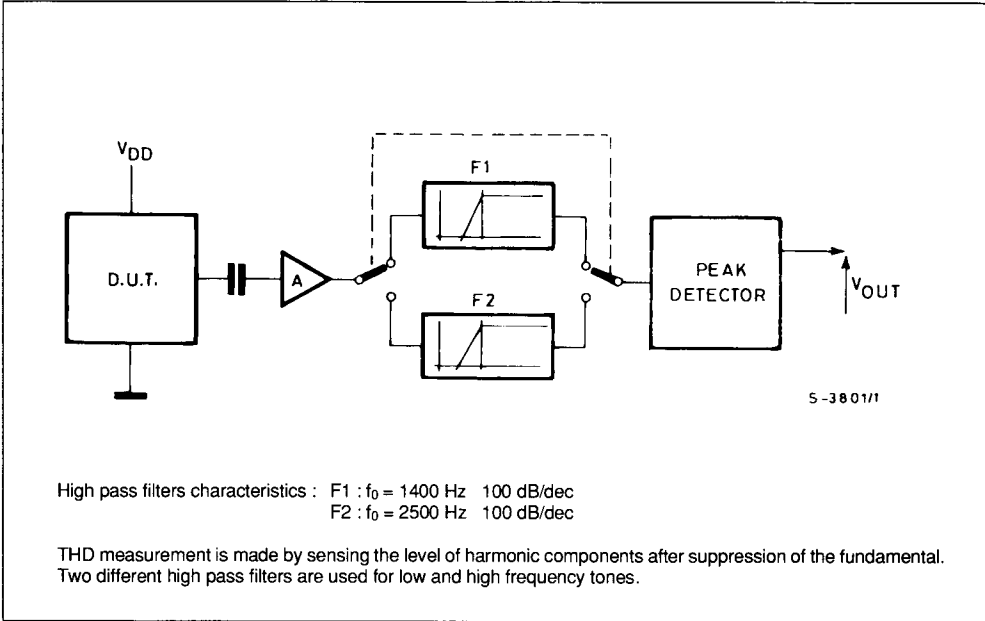 VDD
D.U.T.
A
F1
F2
PEAK
DETECTOR
VOUT
S-3801/1
High pass filters characteristics : F1 : f0 = 1400 Hz 100 dB/dec
F2 : f0 = 2500 Hz 100 dB/dec
THD measurement is made by sensing the level of harmonic components after suppression of the fundamental.
Two different high pass filters are used for low and high frequency tones.